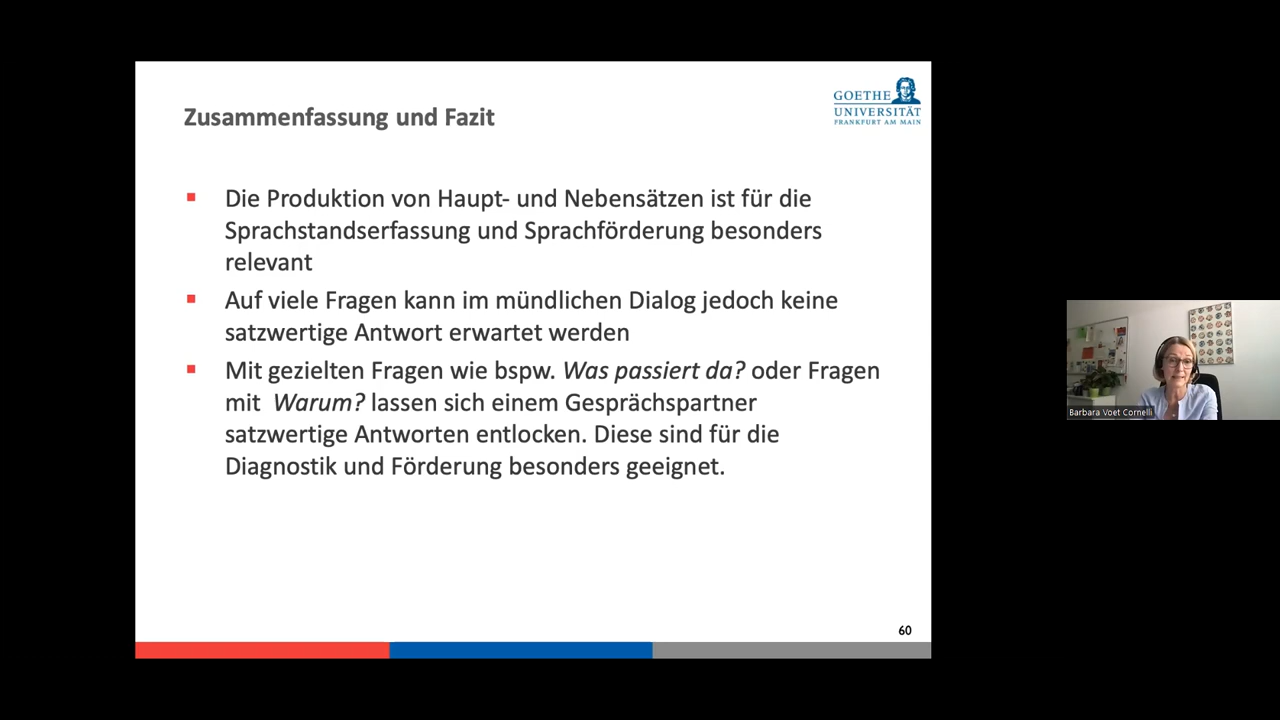 Zusammenfassung und Fazit
GOETHE
UNIVERSITÄT
FRANKFURT AM MAIN
▪ Die Produktion von Haupt- und Nebensätzen ist für die
Sprachstandserfassung und Sprachförderung besonders
relevant
▪ Auf viele Fragen kann im mündlichen Dialog jedoch keine
satzwertige Antwort erwartet werden
▪ Mit gezielten Fragen wie bspw. Was passiert da? oder Fragen
mit Warum? lassen sich einem Gesprächspartner
satzwertige Antworten entlocken. Diese sind für die
Diagnostik und Förderung besonders geeignet.
60
Barbara Voet Cornelli